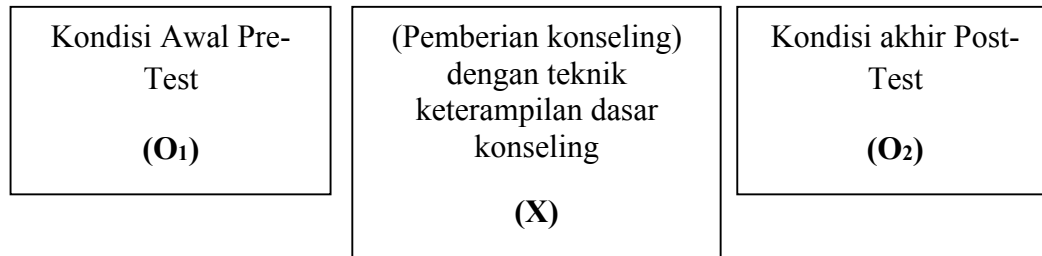 Kondisi Awal Pre-
Test
(O1)
(Pemberian konseling)
dengan teknik
keterampilan dasar
konseling
(X)
Kondisi akhir Post-
Test
(O2)